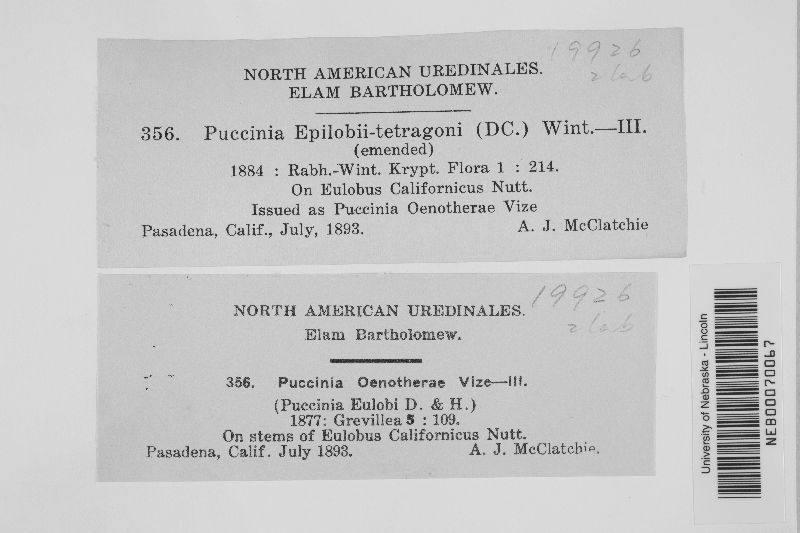 19926
2 lab
NORTH AMERICAN UREDINALES.
ELAM BARTHOLOMEW.
356. Puccinia Epilobii-tetragoni (DC.) Wint.—III.
(emended)
1884 : Rabh.-Wint. Krypt. Flora 1 : 214.
On Eulobus Californicus Nutt.
Issued as Puccinia Oenotherae Vize
Pasadena, Calif., July, 1893. A. J. McClatchie
19926
2 lab
NORTH AMERICAN UREDINALES.
Elam Bartholomew.
356. Puccinia Oenotherae Vize—III.
(Puccinia Eulobi D. & H.)
1877: Grevillea 5 : 109.
On stems of Eulobus Californicus Nutt.
Pasadena, Calif. July 1893. A. J. McClatchie.
University of Nebraska - Lincoln
NEB00070067